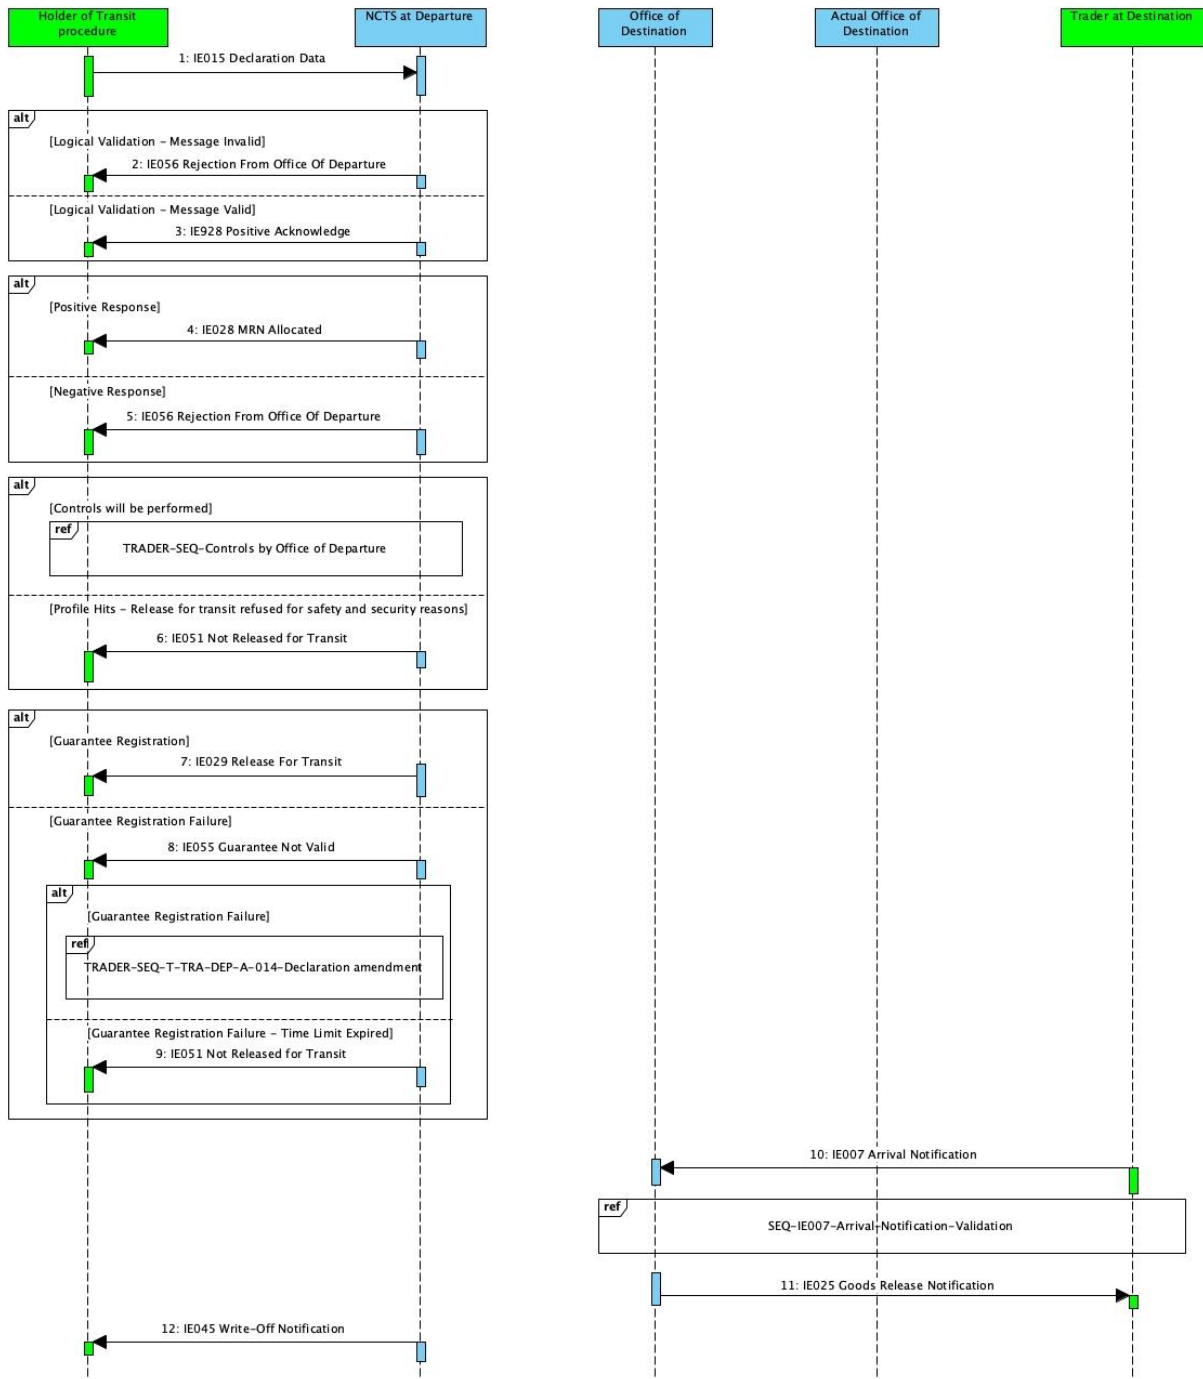 Holder of Transit
procedure
NCTS at Departure
Office of
Destination
Actual Office of
Destination
Trader at Destination
1: IE015 Declaration Data
alt
[Logical Validation – Message Invalid]
2: IE056 Rejection From Office Of Departure
[Logical Validation – Message Valid]
3: IE928 Positive Acknowledge
alt
[Positive Response]
4: IE028 MRN Allocated
[Negative Response]
5: IE056 Rejection From Office Of Departure
alt
[Controls will be performed]
ref
TRADER-SEQ-Controls by Office of Departure
[Profile Hits – Release for transit refused for safety and security reasons]
6: IE051 Not Released for Transit
alt
[Guarantee Registration]
7: IE029 Release For Transit
[Guarantee Registration Failure]
8: IE055 Guarantee Not Valid
alt
[Guarantee Registration Failure]
ref
TRADER-SEQ-T-TRA-DEP-A-014-Declaration amendment
[Guarantee Registration Failure – Time Limit Expired]
9: IE051 Not Released for Transit
10: IE007 Arrival Notification
ref
SEQ-IE007-Arrival-Notification-Validation
11: IE025 Goods Release Notification
12: IE045 Write-Off Notification